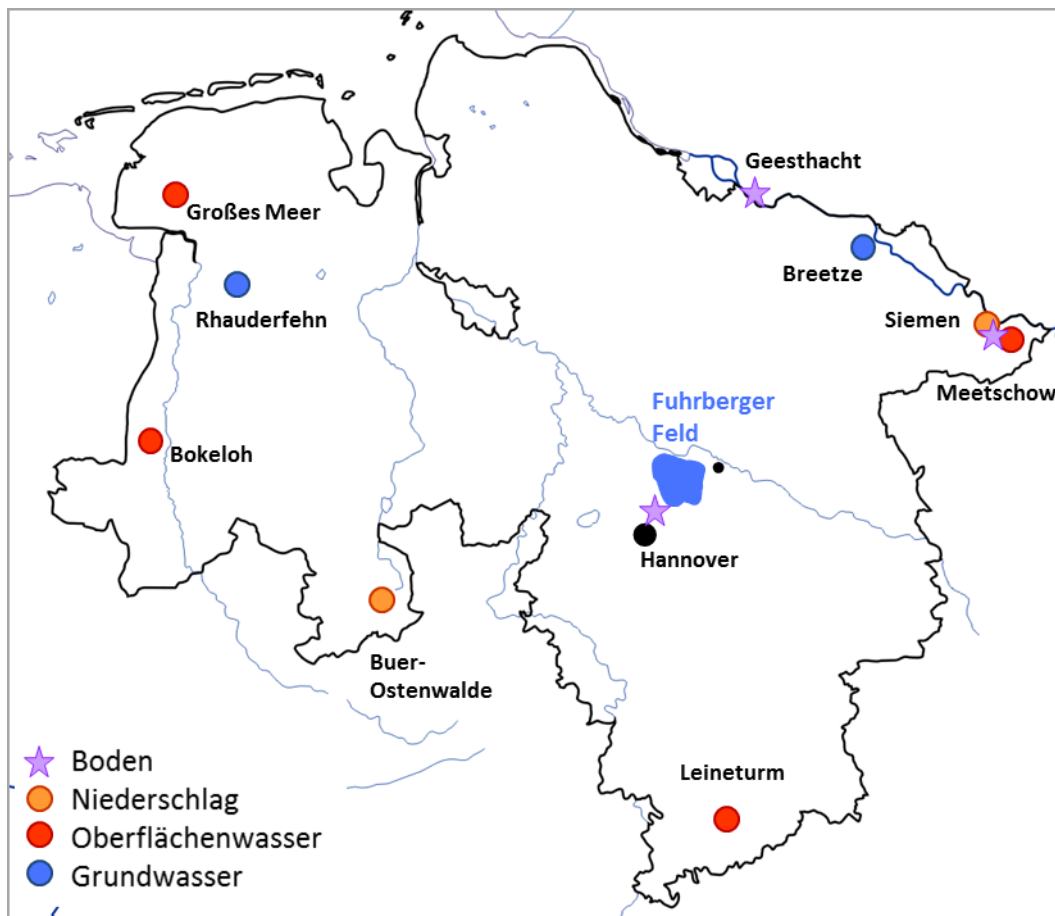 Geesthacht
Großes Meer
Breetze
Rhauderfehn
Siemen
Meetschow
Fuhrberger
Feld
Bokeloh
Hannover
Buer-
Ostenwalde
Leineturm
Boden
Niederschlag
Oberflächenwasser
Grundwasser